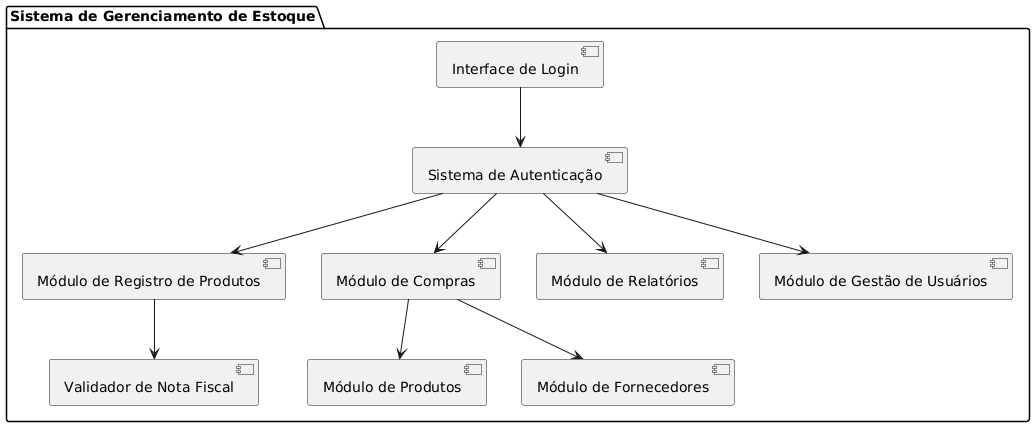 Sistema de Gerenciamento de Estoque
Interface de Login
Sistema de Autenticação
Módulo de Registro de Produtos
Módulo de Compras
Módulo de Relatórios
Módulo de Gestão de Usuários
Validador de Nota Fiscal
Módulo de Produtos
Módulo de Fornecedores